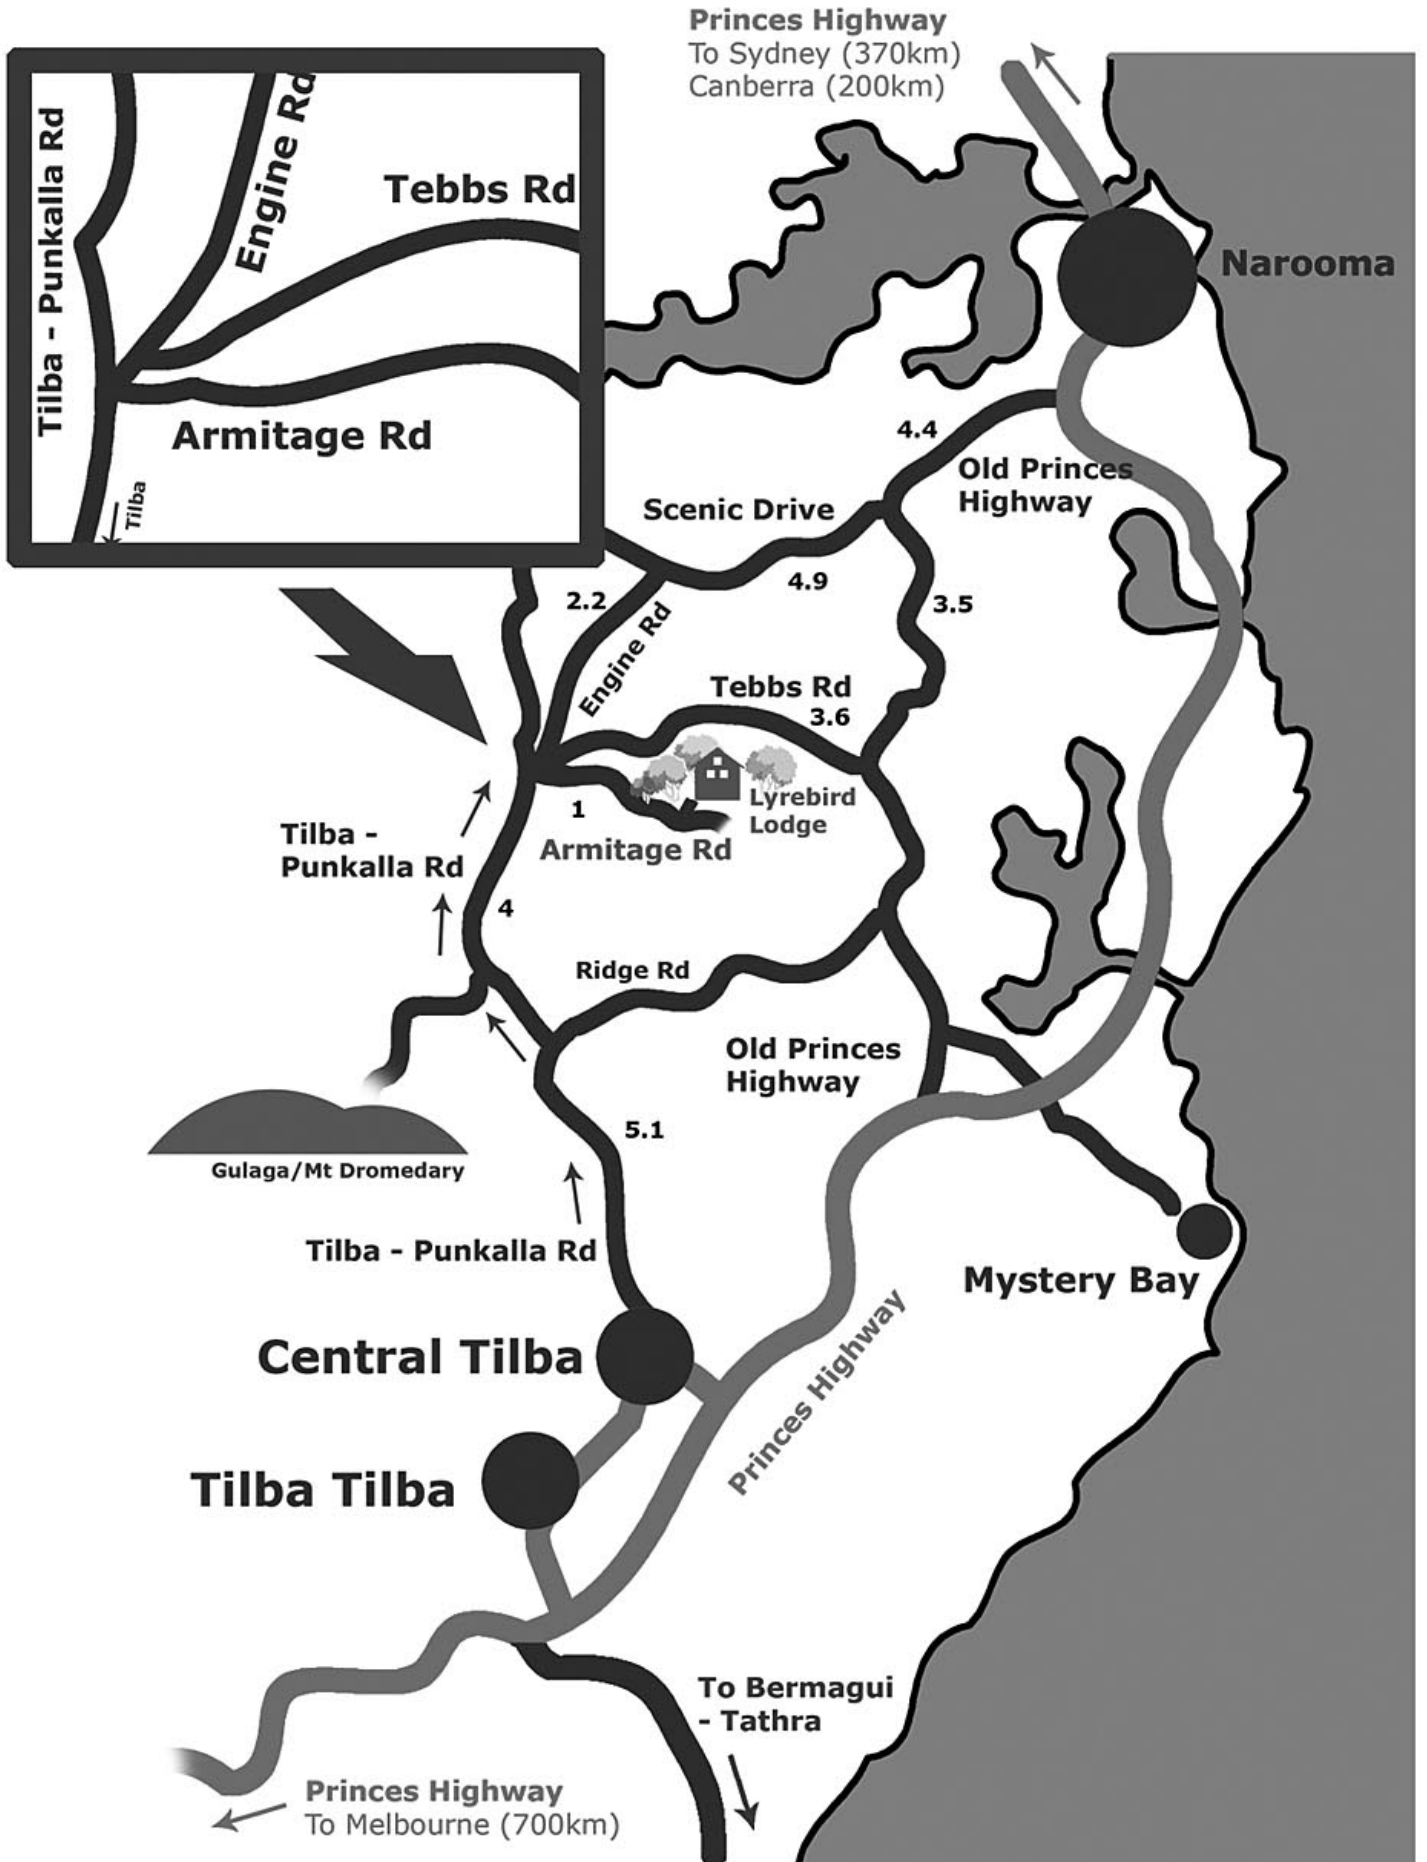 Princes Highway
To Sydney (370km)
Canberra (200km)
Tilba - Punkalla Rd
Engine Rd
Tebbs Rd
Armitage Rd
Tilba
Narooma
4.4
Old Princes
Highway
Scenic Drive
4.9
2.2
3.5
Engine Rd
Tebbs Rd
3.6
Lyrebird
Lodge
1
Armitage Rd
Tilba -
Punkalla Rd
4
Ridge Rd
Old Princes
Highway
5.1
Gulaga/Mt Dromedary
Tilba - Punkalla Rd
Mystery Bay
Central Tilba
Princes Highway
Tilba Tilba
To Bermagui
- Tathra
Princes Highway
To Melbourne (700km)